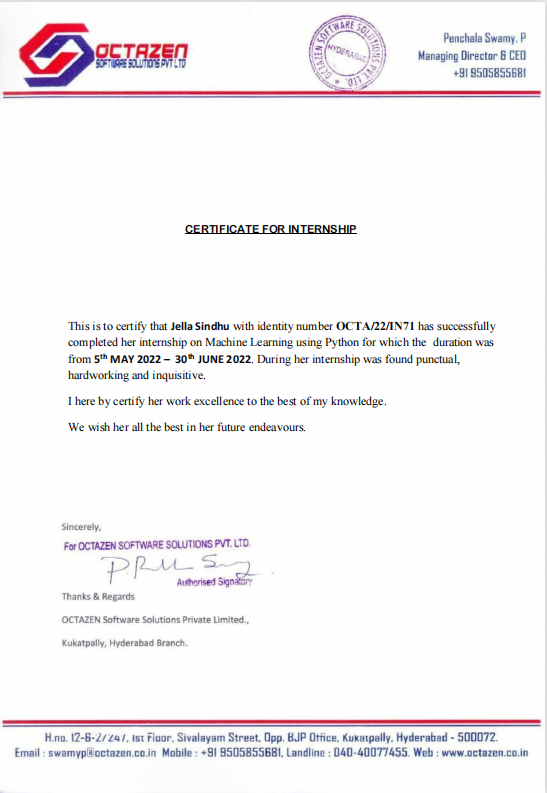 OCTAZEN
SOFTWARE SOLUTIONS PVT LTD
OCTAZEN SOFTWARE SOLUTIONS PVT. LTD.
HYDERABAD
Penchala Swamy. P
Managing Director & CEO
+91 9505855681
CERTIFICATE FOR INTERNSHIP
This is to certify that Jella Sindhu with identity number OCTA/22/IN71 has successfully
completed her internship on Machine Learning using Python for which the duration was
from 5th MAY 2022 – 30th JUNE 2022. During her internship was found punctual,
hardworking and inquisitive.
I here by certify her work excellence to the best of my knowledge.
We wish her all the best in her future endeavours.
Sincerely,
For OCTAZEN SOFTWARE SOLUTIONS PVT. LTD.
Authorised Signatory
Thanks & Regards
OCTAZEN Software Solutions Private Limited.,
Kukatpally, Hyderabad Branch.
H.no. 12-6-2/247, 1st Floor, Sivalayam Street, Opp. BJP Office, Kukatpally, Hyderabad - 500072.
Email : swamyp@octazen.co.in Mobile : +91 9505855681, Landline : 040-40077455. Web : www.octazen.co.in